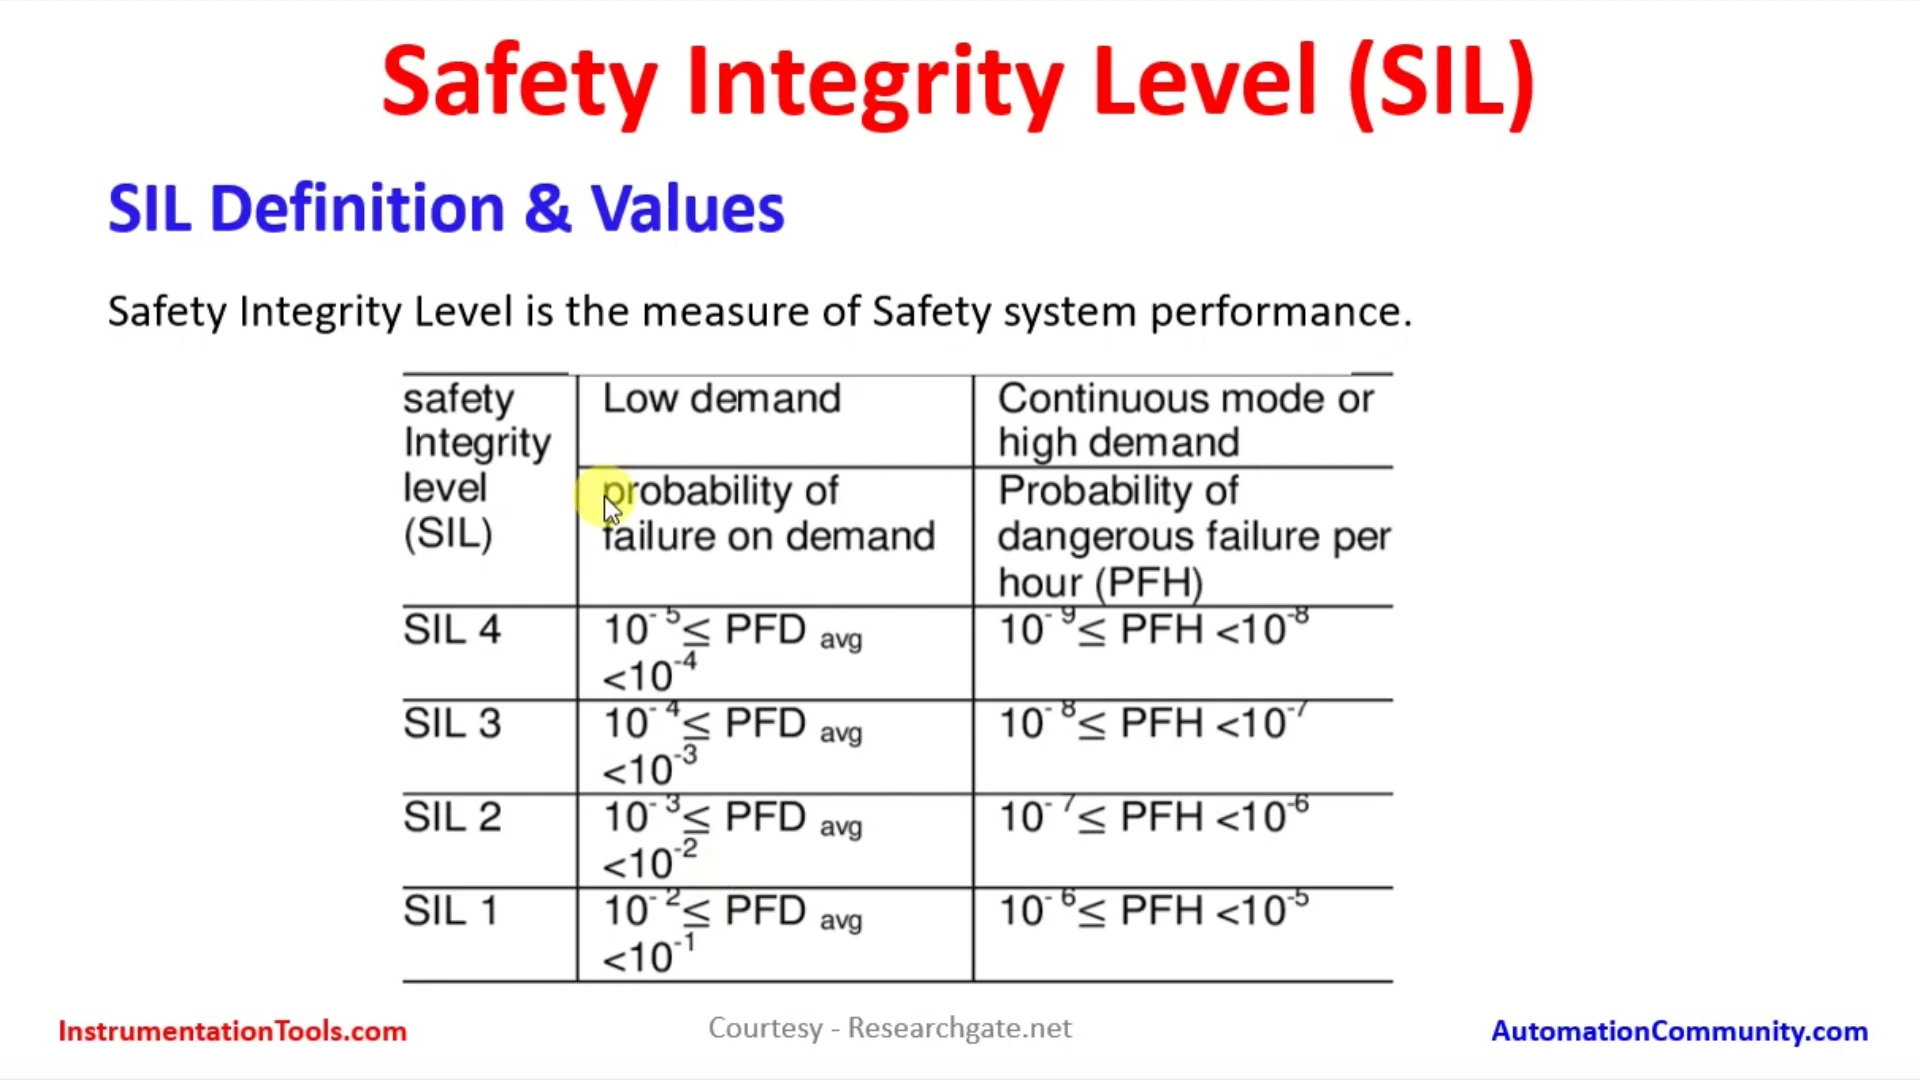 Safety Integrity Level (SIL)
SIL Definition & Values
Safety Integrity Level is the measure of Safety system performance.
safety
Integrity
level
(SIL)
Low demand
Continuous mode or
high demand
probability of
failure on demand
Probability of
dangerous failure per
hour (PFH)
SIL 4
10⁻⁵≤ PFD avg
<10⁻⁴
10⁻⁹≤ PFH <10⁻⁸
SIL 3
10⁻⁴≤ PFD avg
<10⁻³
10⁻⁸≤ PFH <10⁻⁷
SIL 2
10⁻³≤ PFD avg
<10⁻²
10⁻⁷≤ PFH <10⁻⁶
SIL 1
10⁻²≤ PFD avg
<10⁻¹
10⁻⁶≤ PFH <10⁻⁵
InstrumentationTools.com
Courtesy - Researchgate.net
AutomationCommunity.com